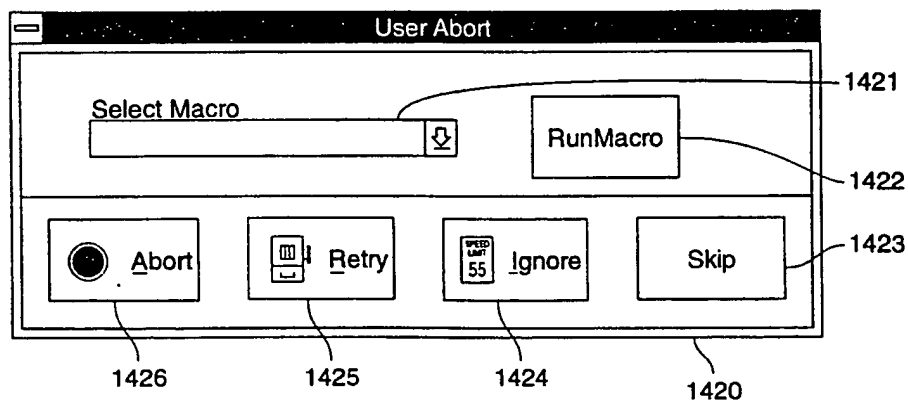 User Abort
1421
Select Macro
RunMacro
1422
1423
Abort
Retry
SPEED
LIMIT
55
Ignore
Skip
1426
1425
1424
1420